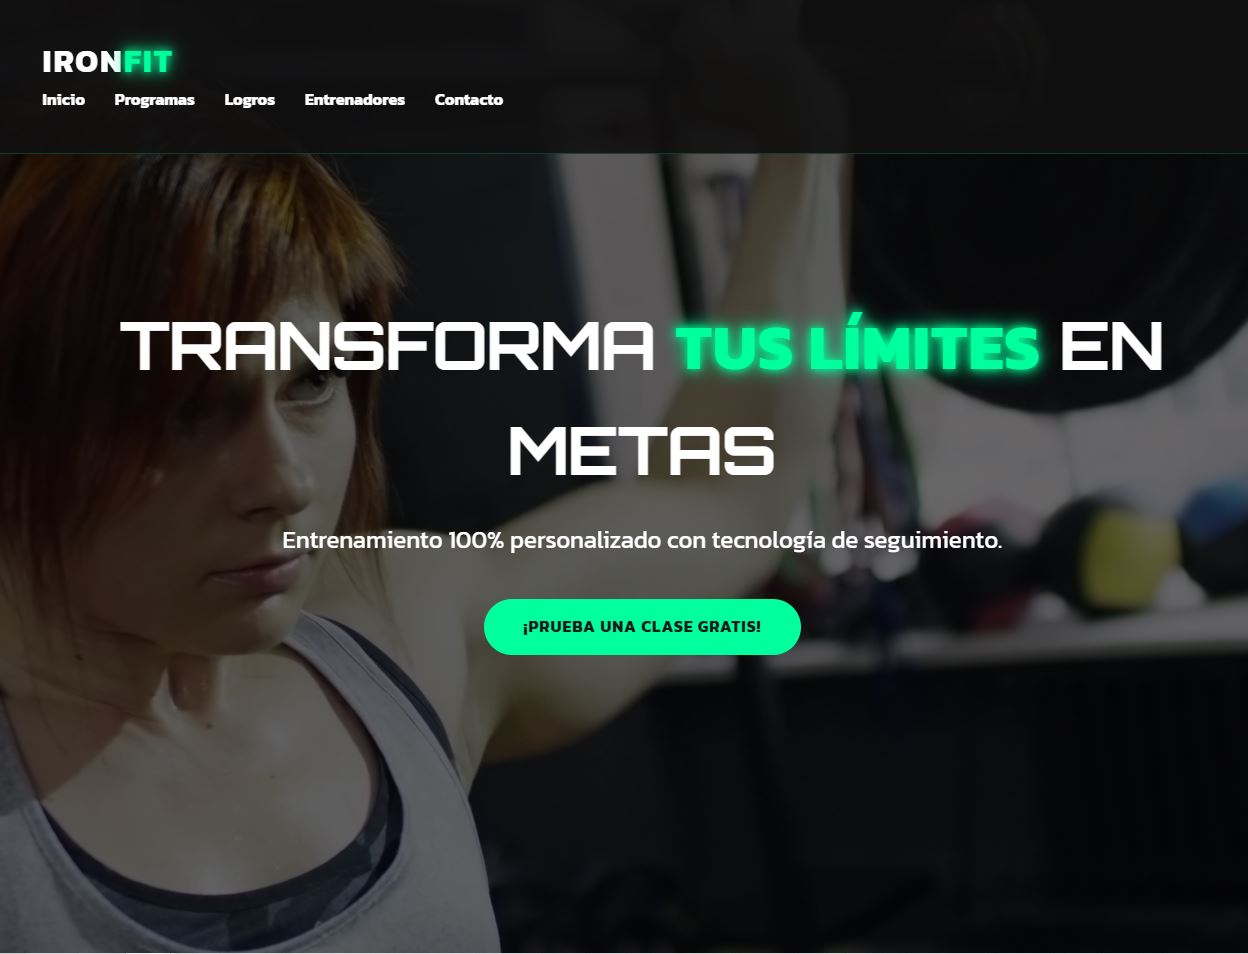 IRONFIT
Inicio Programas Logros Entrenadores Contacto
TRANSFORMA TUS LÍMITES EN
METAS
Entrenamiento 100% personalizado con tecnología de seguimiento.
¡PRUEBA UNA CLASE GRATIS!